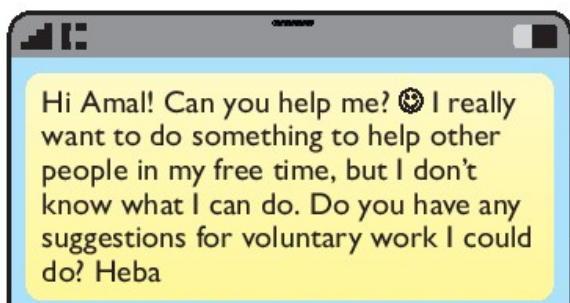 Hi Amal! Can you help me? ☺ I really
want to do something to help other
people in my free time, but I don't
know what I can do. Do you have any
suggestions for voluntary work I could
do? Heba